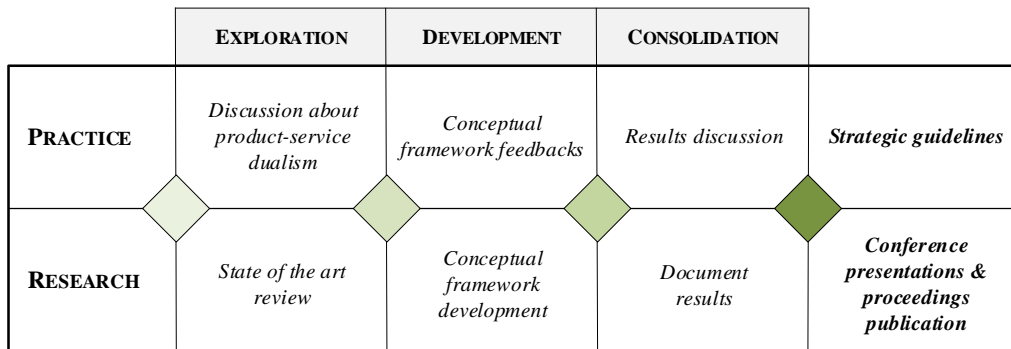 EXPLORATION DEVELOPMENT CONSOLIDATION
PRACTICE
Discussion about
product-service
dualism
Conceptual
framework feedbacks
Results discussion
Strategic guidelines
RESEARCH
State of the art
review
Conceptual
framework
development
Document
results
Conference
presentations &
proceedings
publication